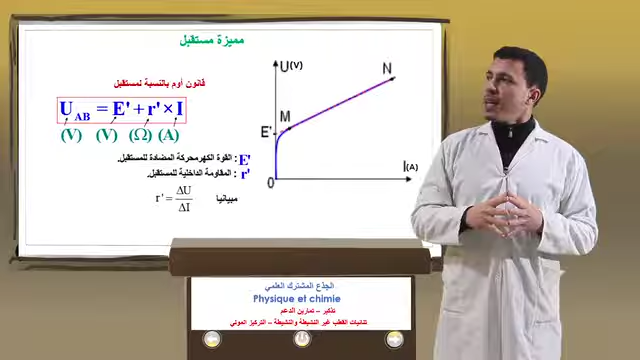 مميزة مستقبل
قانون أوم بالنسبة لمستقبل
U_AB = E' + r' × I
(V) (V) (Ω) (A)
E' : القوة الكهرمحركة المضادة للمستقبل.
r' : المقاومة الداخلية للمستقبل.
مبيانيا r' = ΔU / ΔI
U(V)
N
M
E'
0
I(A)
الجذع المشترك العلمي
Physique et chimie
تذكير – تمارين الدعم
ثنائيات القطب غير النشيطة والنشيطة – التركيز المولي